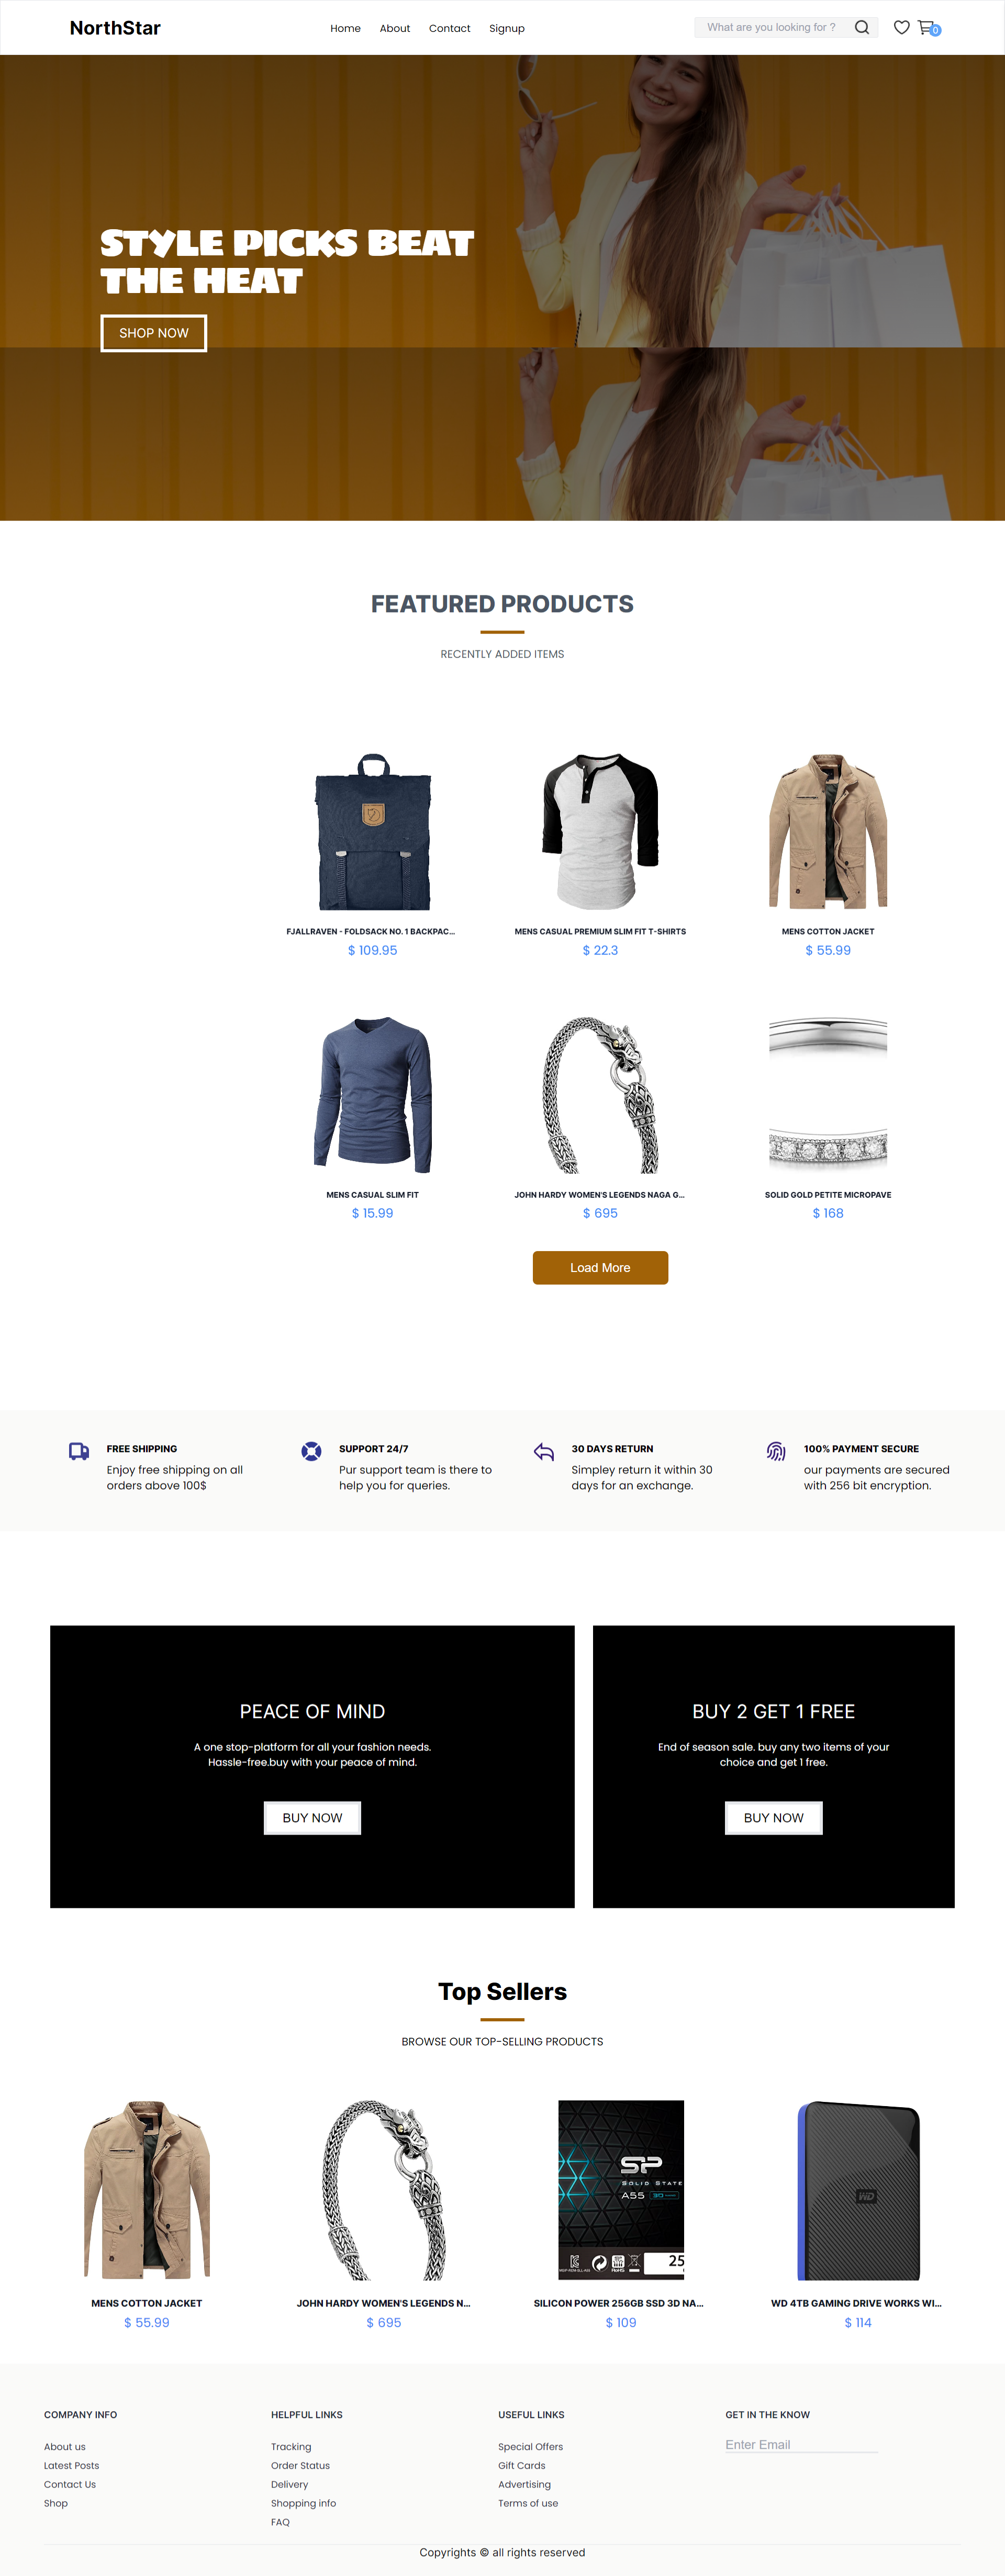 NorthStar
Home About Contact Signup
What are you looking for ?
0
STYLE PICKS BEAT
THE HEAT
SHOP NOW
FEATURED PRODUCTS
RECENTLY ADDED ITEMS
FJALLRAVEN - FOLDSACK NO. 1 BACKPAC...
$ 109.95
MENS CASUAL PREMIUM SLIM FIT T-SHIRTS
$ 22.3
MENS COTTON JACKET
$ 55.99
MENS CASUAL SLIM FIT
$ 15.99
JOHN HARDY WOMEN'S LEGENDS NAGA G...
$ 695
SOLID GOLD PETITE MICROPAVE
$ 168
Load More
FREE SHIPPING
Enjoy free shipping on all
orders above 100$
SUPPORT 24/7
Pur support team is there to
help you for queries.
30 DAYS RETURN
Simpley return it within 30
days for an exchange.
100% PAYMENT SECURE
our payments are secured
with 256 bit encryption.
PEACE OF MIND
A one stop-platform for all your fashion needs.
Hassle-free.buy with your peace of mind.
BUY NOW
BUY 2 GET 1 FREE
End of season sale. buy any two items of your
choice and get 1 free.
BUY NOW
Top Sellers
BROWSE OUR TOP-SELLING PRODUCTS
MENS COTTON JACKET
$ 55.99
JOHN HARDY WOMEN'S LEGENDS N...
$ 695
SP
SOLID STATE
A55 3D
RoHS
25
SILICON POWER 256GB SSD 3D NA...
$ 109
WD
WD 4TB GAMING DRIVE WORKS WI...
$ 114
COMPANY INFO
About us
Latest Posts
Contact Us
Shop
HELPFUL LINKS
Tracking
Order Status
Delivery
Shopping info
FAQ
USEFUL LINKS
Special Offers
Gift Cards
Advertising
Terms of use
GET IN THE KNOW
Enter Email
Copyrights © all rights reserved